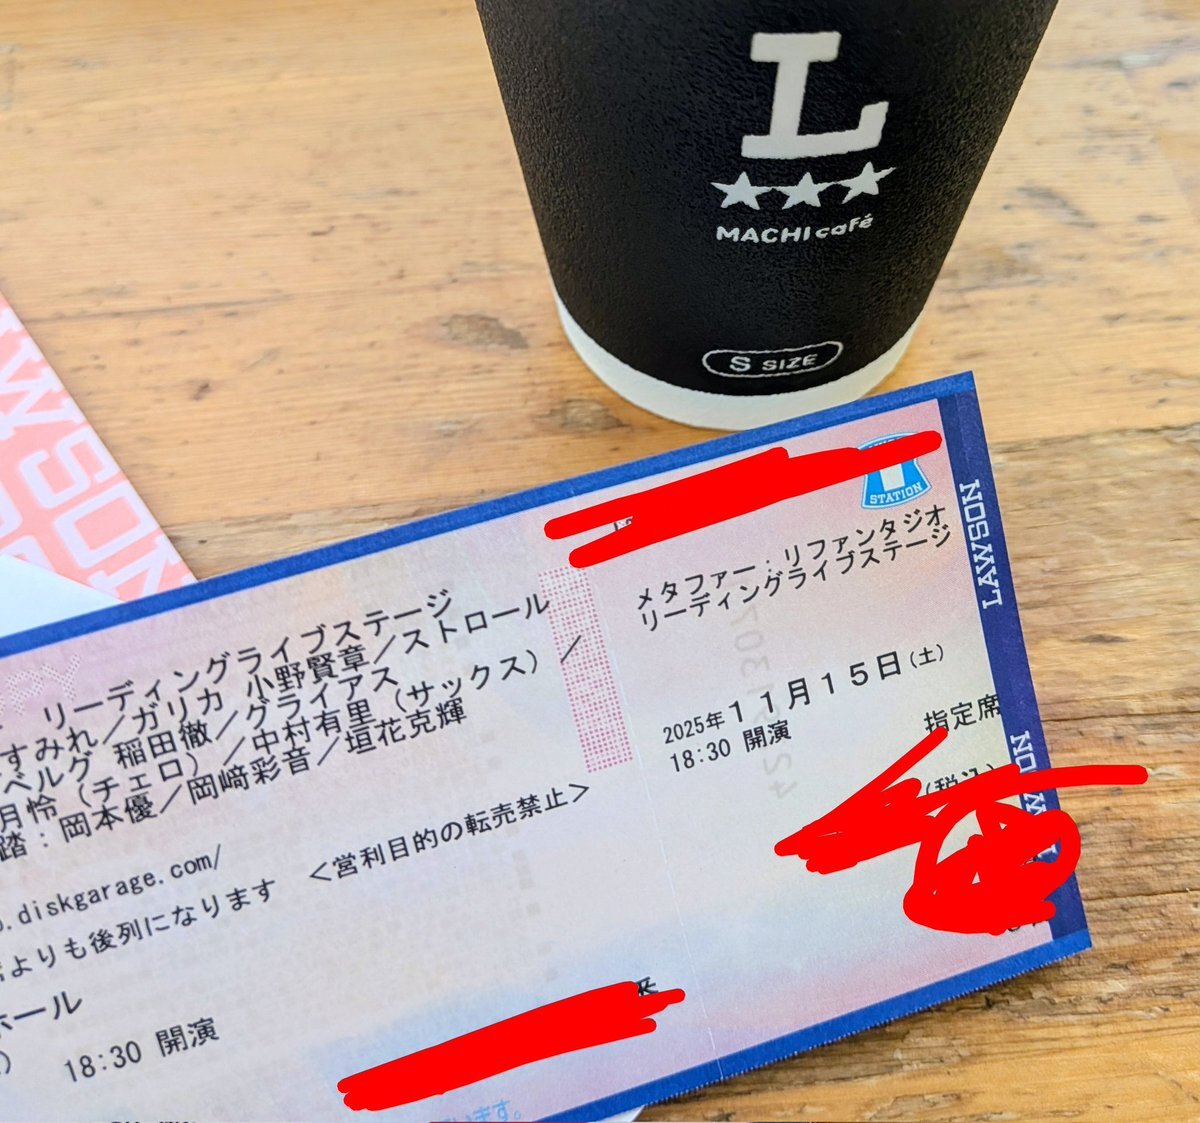 L
MACHI café
S SIZE
LAWSON
STATION
メタファー：リファンタジオ
リーディングライブステージ
2025年11月15日(土)
18:30 開演
指定席
(税込)
LAWSON
リーディングライブステージ
すみれ／ガリカ 小野賢章／ストロール
ベルグ 稲田徹／グライアス
月怜（チェロ）／中村有里（サックス）／
踏：岡本優／岡﨑彩音／垣花克輝
.diskgarage.com/
よりも後列になります ＜営利目的の転売禁止＞
ホール
18:30 開演
います。